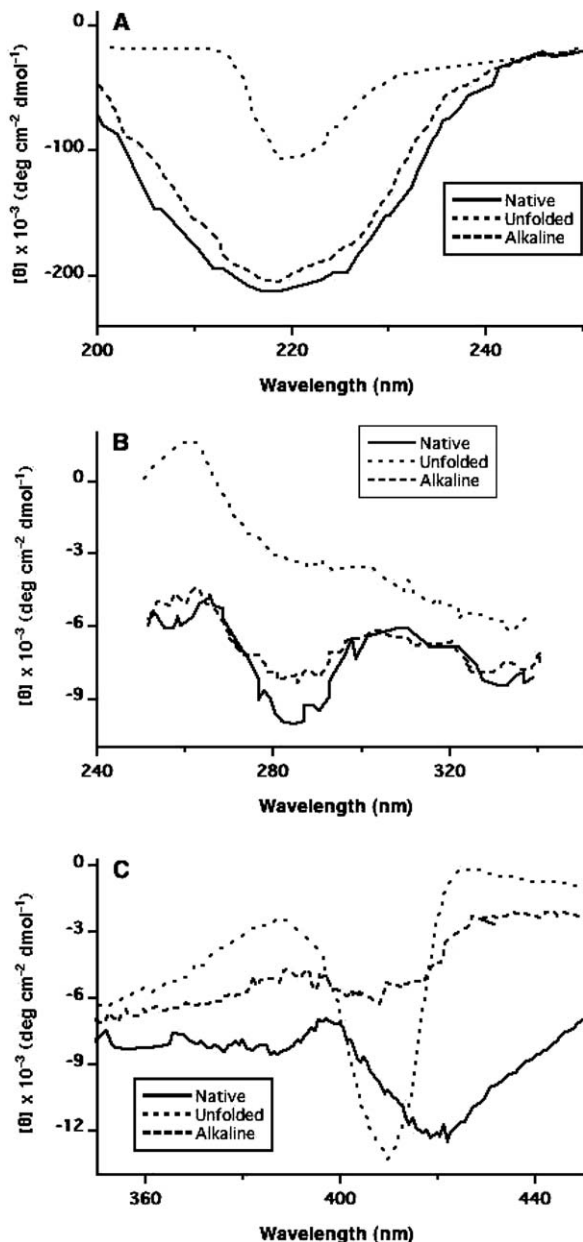 A
0
-100
-200
[θ] x 10⁻³ (deg cm⁻² dmol⁻¹)
Native
Unfolded
Alkaline
200
220
240
Wavelength (nm)
B
0
-3
-6
-9
[θ] x 10⁻³ (deg cm⁻² dmol⁻¹)
Native
Unfolded
Alkaline
240
280
320
Wavelength (nm)
C
0
-3
-6
-9
-12
[θ] x 10⁻³ (deg cm⁻² dmol⁻¹)
Native
Unfolded
Alkaline
360
400
440
Wavelength (nm)